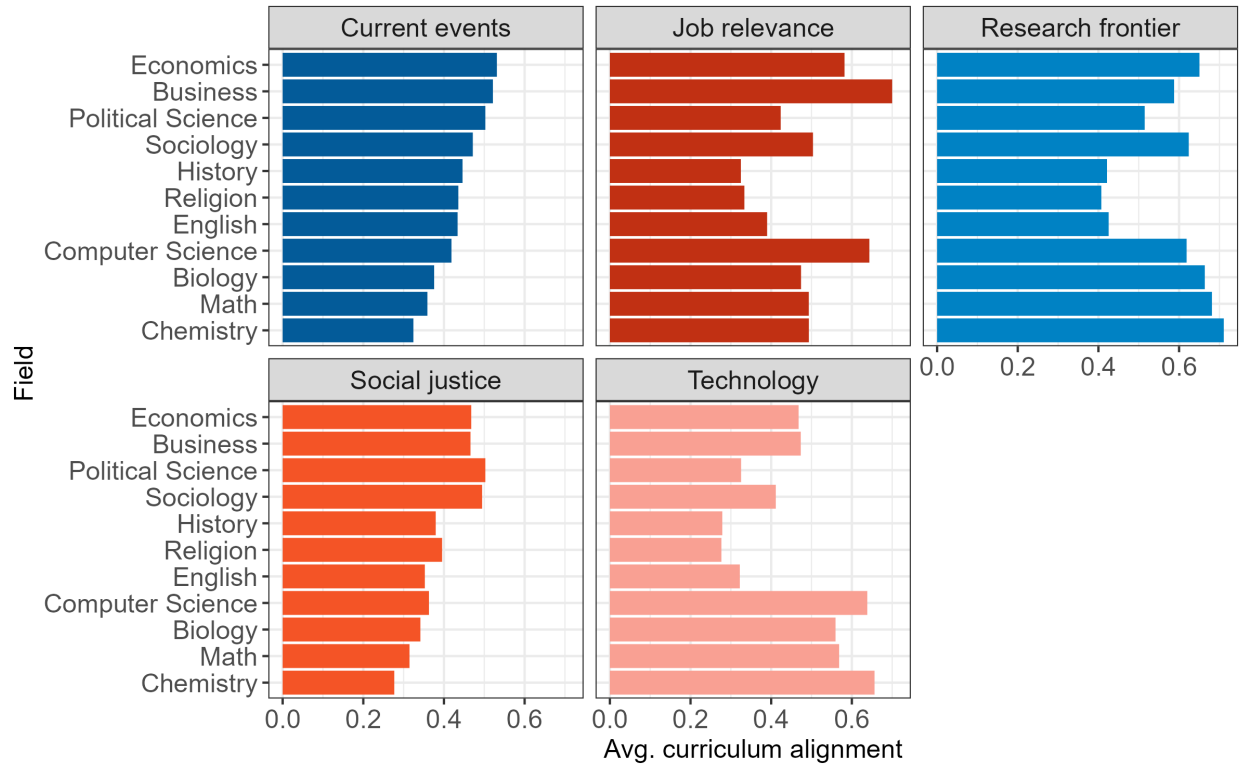 Current events
Job relevance
Research frontier
Economics
Business
Political Science
Sociology
History
Religion
English
Computer Science
Biology
Math
Chemistry
0.0 0.2 0.4 0.6
Field
Social justice
Technology
Economics
Business
Political Science
Sociology
History
Religion
English
Computer Science
Biology
Math
Chemistry
0.0 0.2 0.4 0.6
0.0 0.2 0.4 0.6
Avg. curriculum alignment